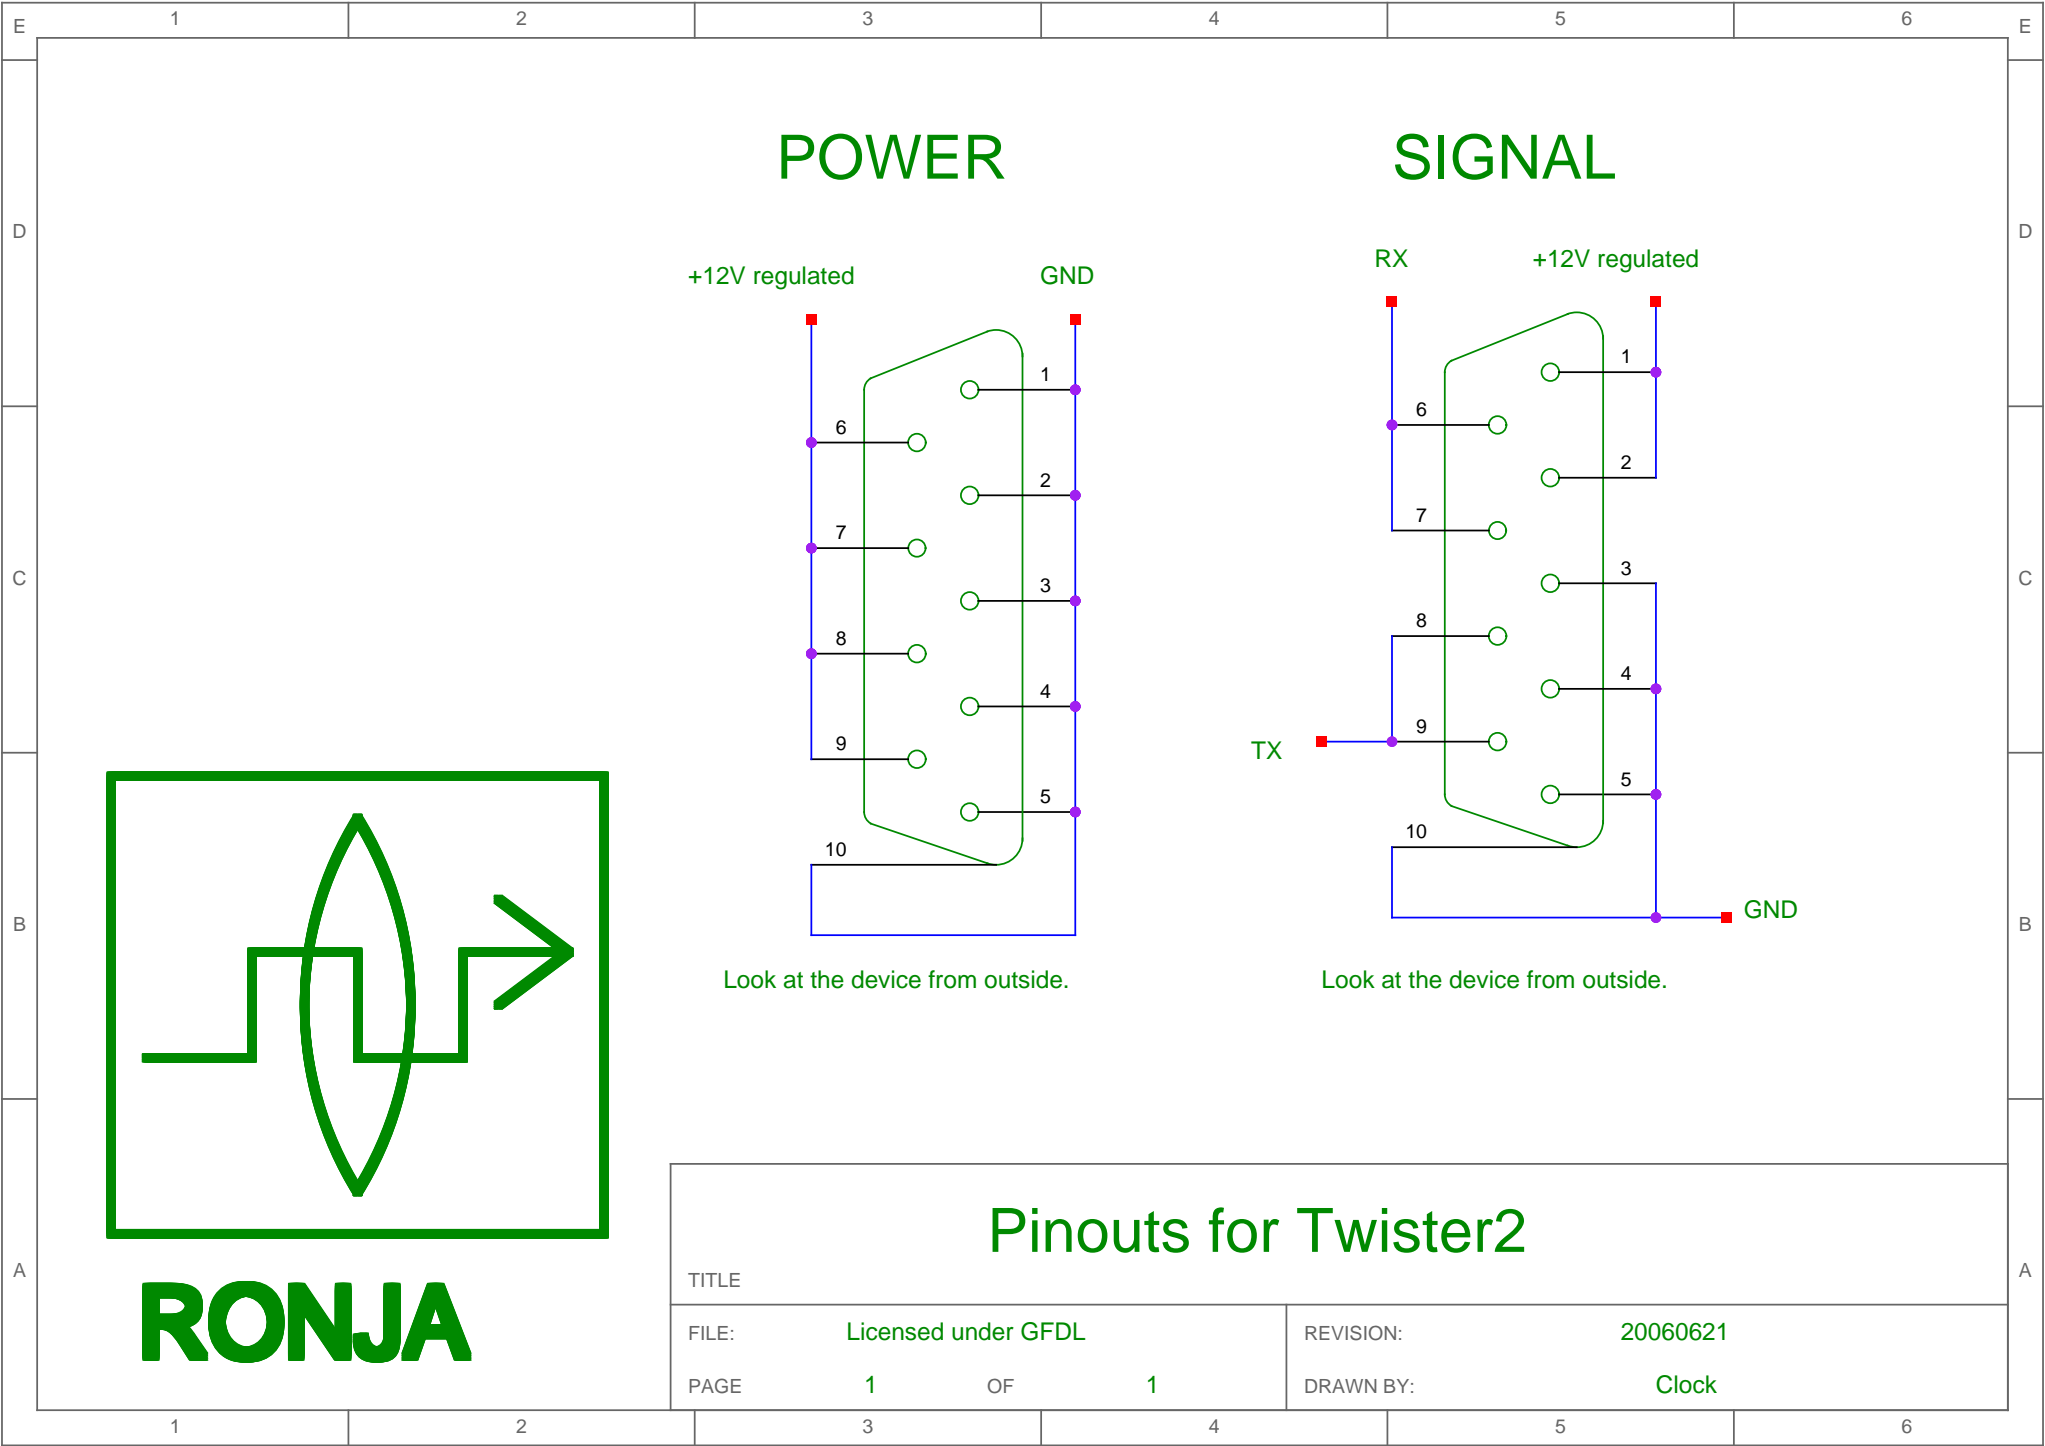 1 2 3 4 5 6
E E
POWER SIGNAL
D D
RX +12V regulated
+12V regulated GND
1 1
6 6
2 2
7 7
C 3 3 C
8 8
4 4
9 9
TX
5 5
10 10
B GND B
Look at the device from outside. Look at the device from outside.
Pinouts for Twister2
A TITLE A
RONJA
FILE: Licensed under GFDL REVISION: 20060621
PAGE 1 OF 1 DRAWN BY: Clock
1 2 3 4 5 6